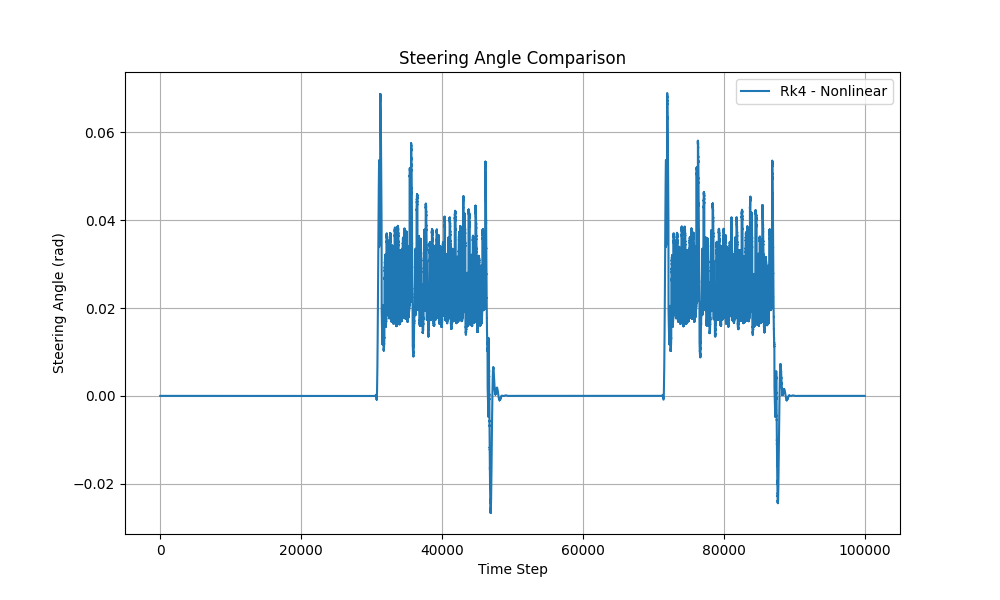 Steering Angle Comparison
Rk4 - Nonlinear
Steering Angle (rad)
0.06
0.04
0.02
0.00
−0.02
0 20000 40000 60000 80000 100000
Time Step